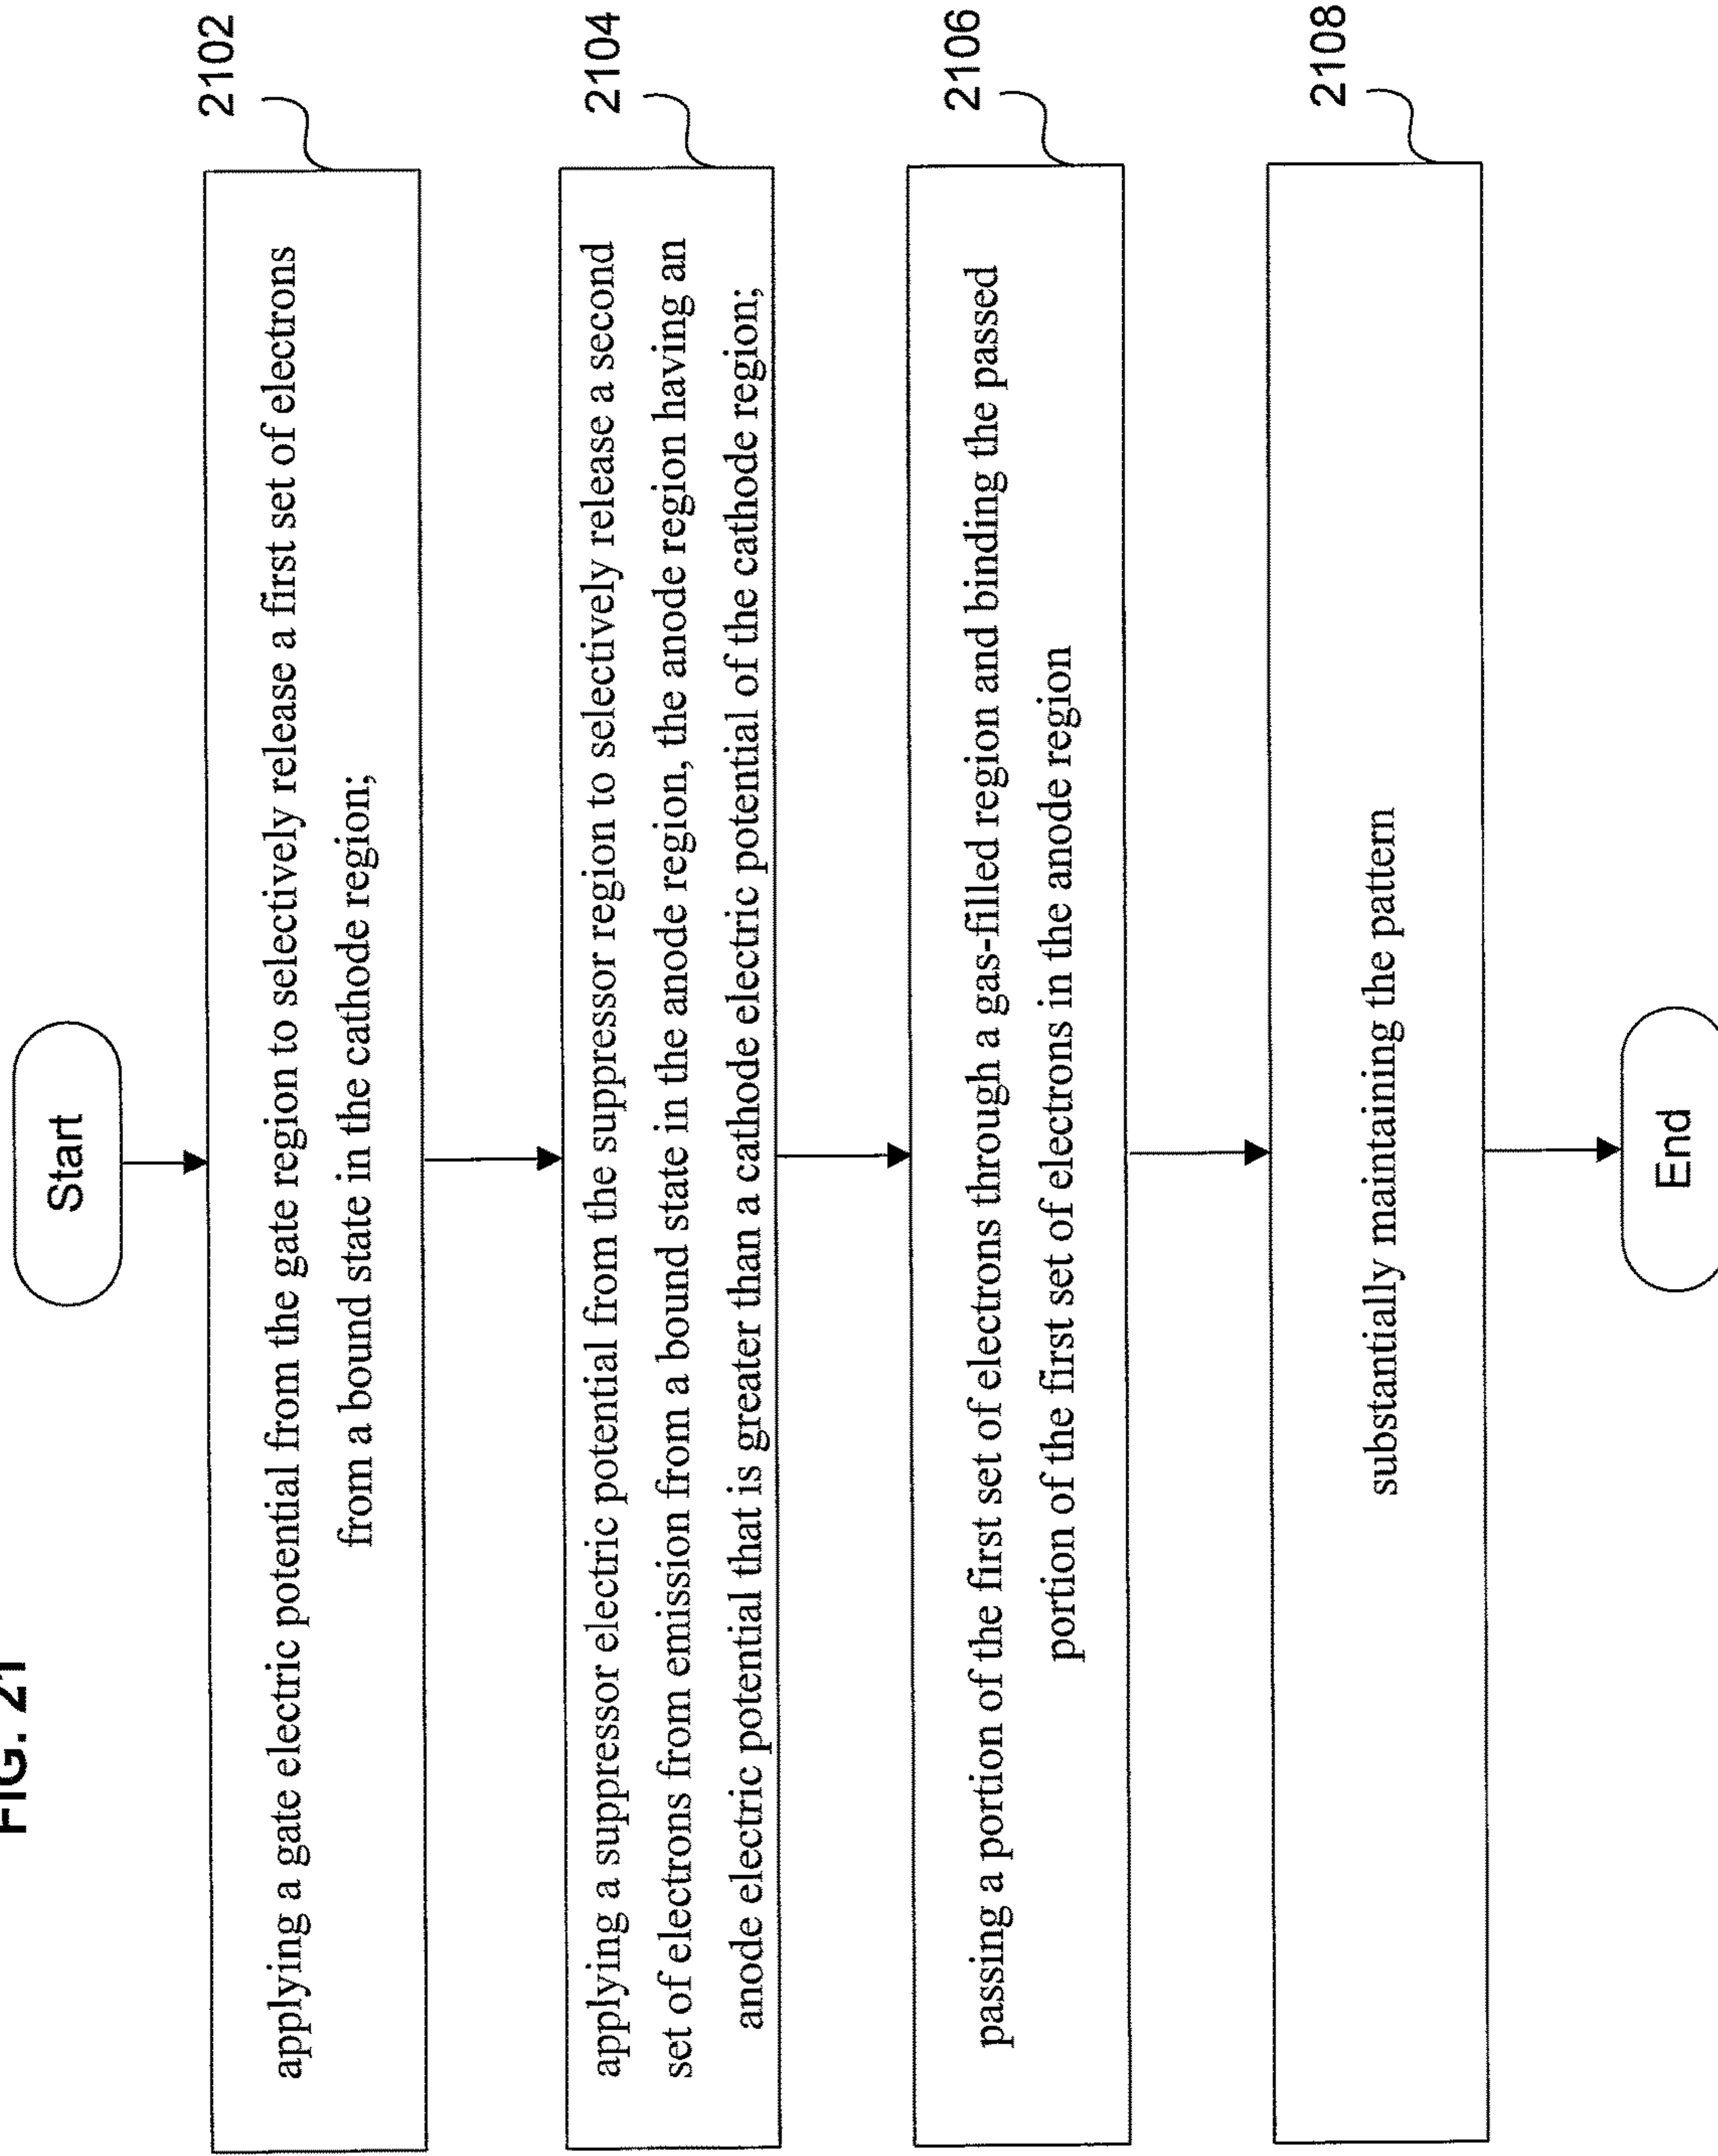 FIG. 21
Start
2102
applying a gate electric potential from the gate region to selectively release a first set of electrons
from a bound state in the cathode region;
2104
applying a suppressor electric potential from the suppressor region to selectively release a second
set of electrons from emission from a bound state in the anode region, the anode region having an
anode electric potential that is greater than a cathode electric potential of the cathode region;
2106
passing a portion of the first set of electrons through a gas-filled region and binding the passed
portion of the first set of electrons in the anode region
2108
substantially maintaining the pattern
End